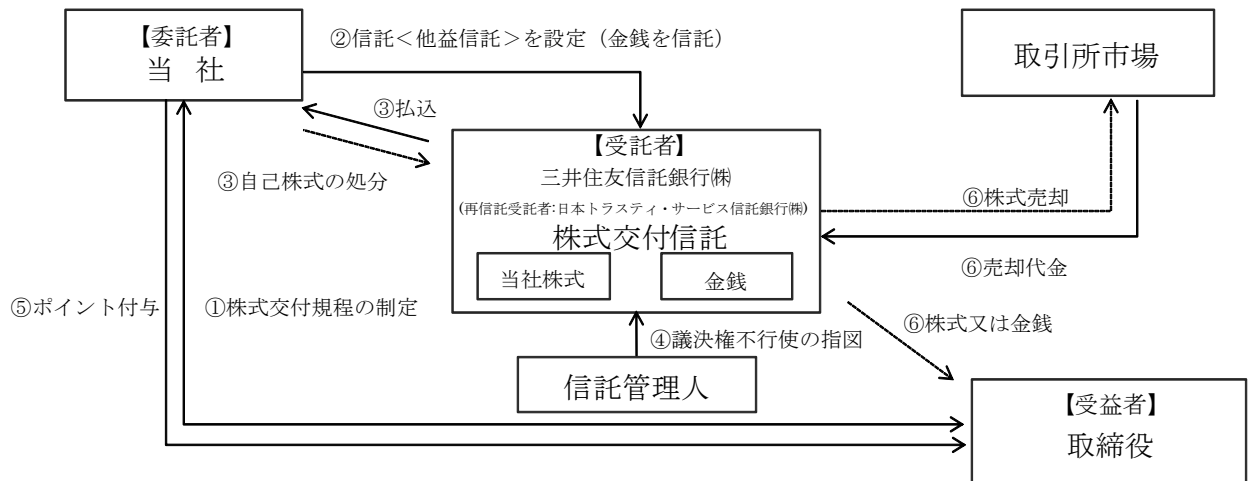 【委託者】
当 社
②信託＜他益信託＞を設定（金銭を信託）
取引所市場
③払込
③自己株式の処分
【受託者】
三井住友信託銀行㈱
(再信託受託者:日本トラスティ・サービス信託銀行㈱)
株式交付信託
当社株式
金銭
⑥株式売却
⑥売却代金
⑤ポイント付与
①株式交付規程の制定
④議決権不行使の指図
⑥株式又は金銭
信託管理人
【受益者】
取締役